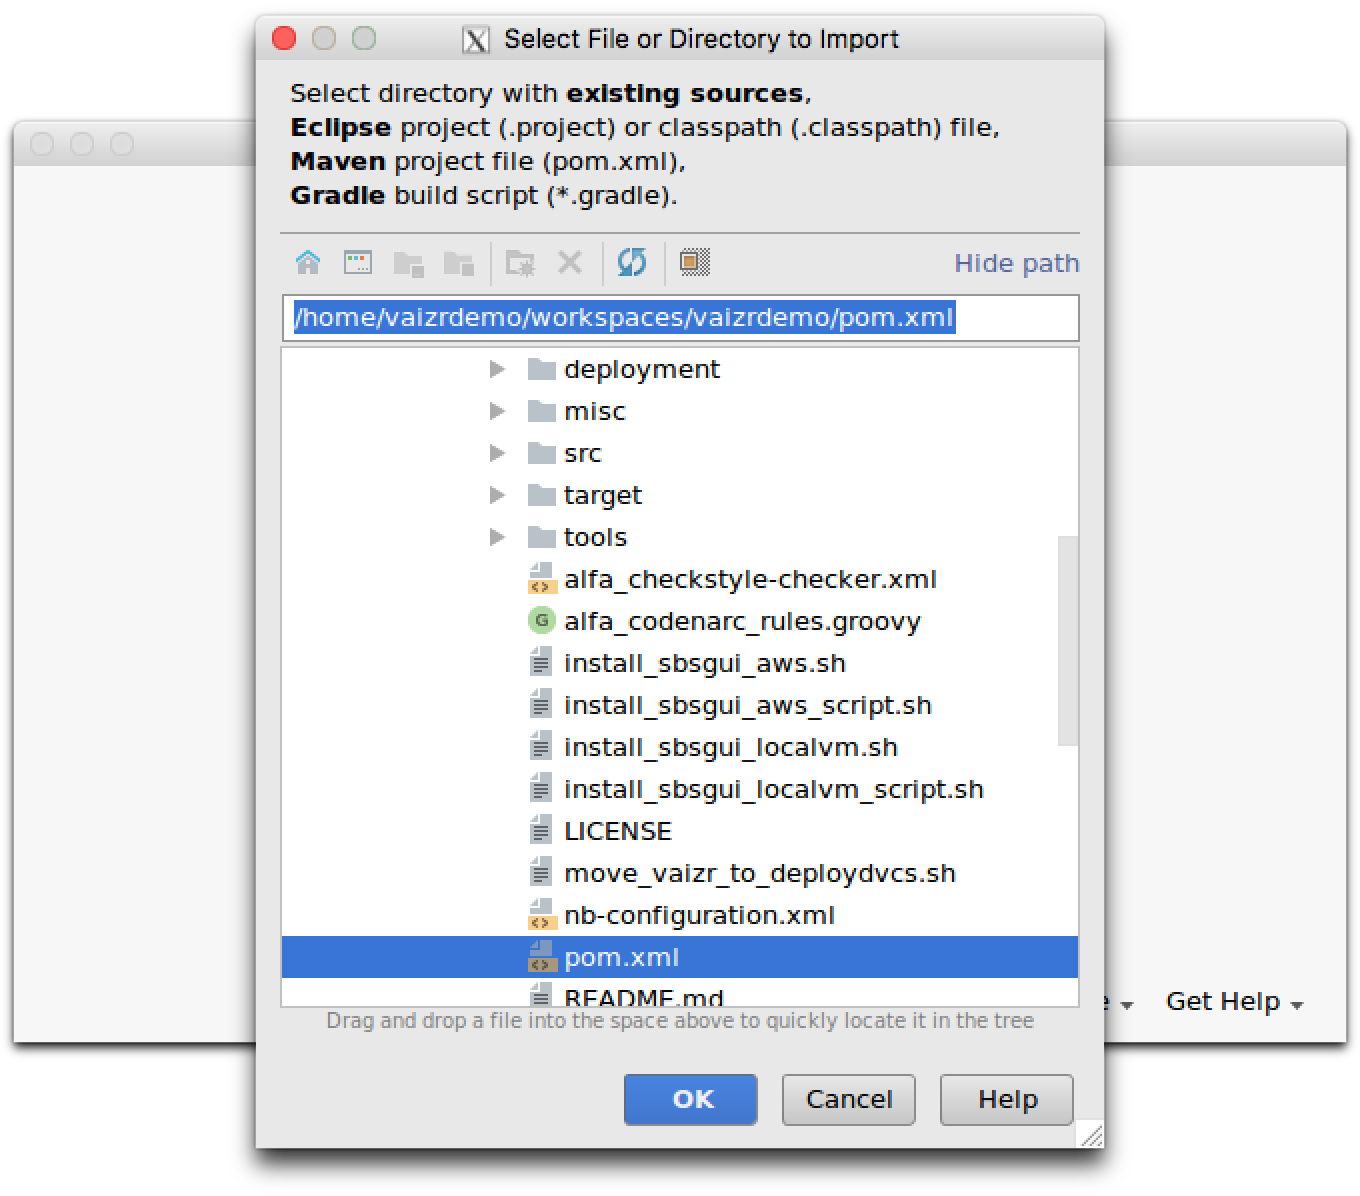 Select File or Directory to Import
Select directory with existing sources,
Eclipse project (.project) or classpath (.classpath) file,
Maven project file (pom.xml),
Gradle build script (*.gradle).
Hide path
/home/vaizrdemo/workspaces/vaizrdemo/pom.xml
deployment
misc
src
target
tools
alfa_checkstyle-checker.xml
G alfa_codenarc_rules.groovy
install_sbsgui_aws.sh
install_sbsgui_aws_script.sh
install_sbsgui_localvm.sh
install_sbsgui_localvm_script.sh
LICENSE
move_vaizr_to_deploydvcs.sh
nb-configuration.xml
pom.xml
README.md
Get Help
Drag and drop a file into the space above to quickly locate it in the tree
OK Cancel Help